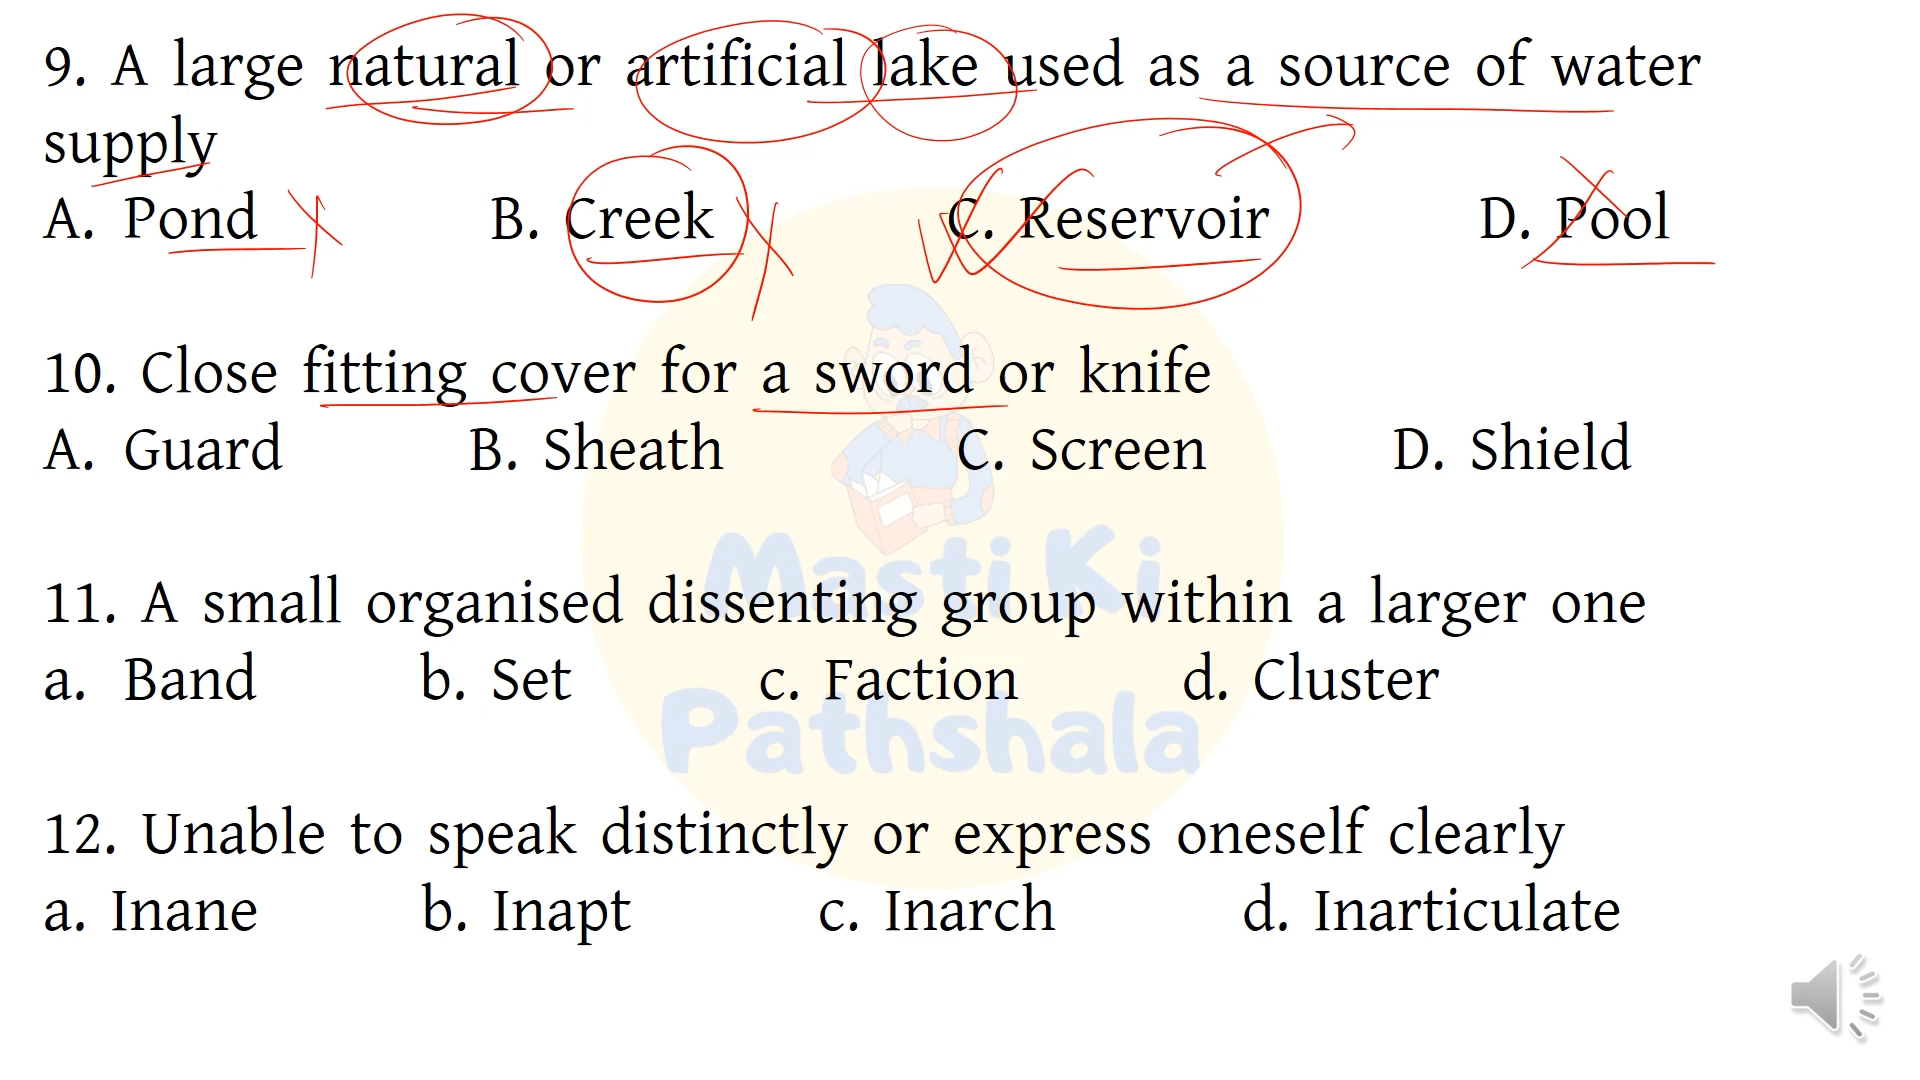 9. A large natural or artificial lake used as a source of water
supply
A. Pond B. Creek C. Reservoir D. Pool
10. Close fitting cover for a sword or knife
A. Guard B. Sheath C. Screen D. Shield
11. A small organised dissenting group within a larger one
a. Band b. Set c. Faction d. Cluster
12. Unable to speak distinctly or express oneself clearly
a. Inane b. Inapt c. Inarch d. Inarticulate
Masti Ki
Pathshala